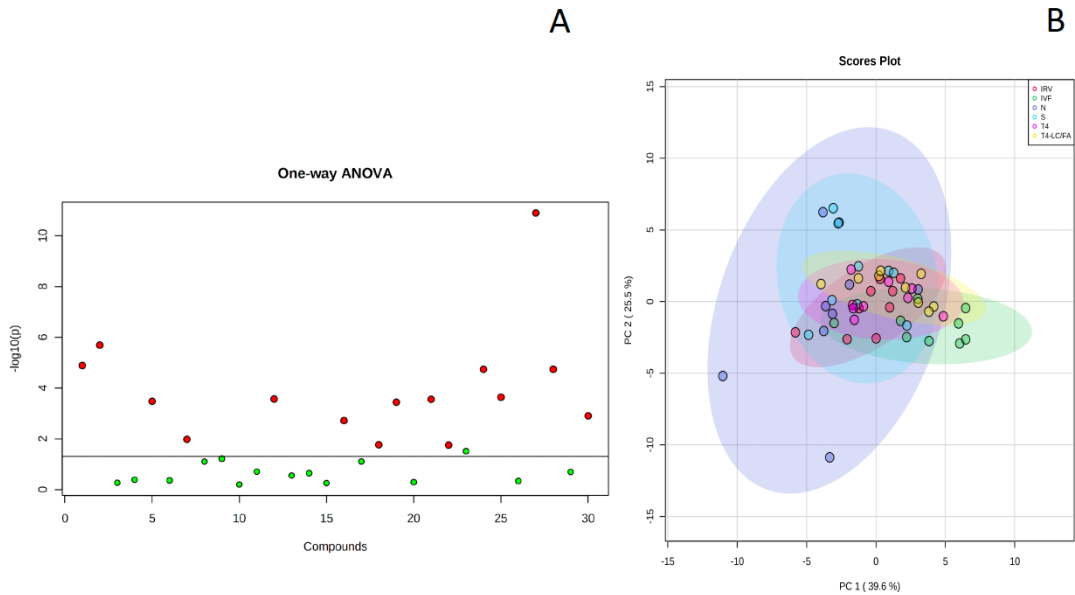 A
One-way ANOVA
-log10(p)
10
8
6
4
2
0
0 5 10 15 20 25 30
Compounds
B
Scores Plot
IRV
IVF
N
S
T4
T4-LC/FA
PC 2 ( 25.5 %)
15
10
5
0
-5
-10
-15
-15 -10 -5 0 5 10
PC 1 ( 39.6 %)